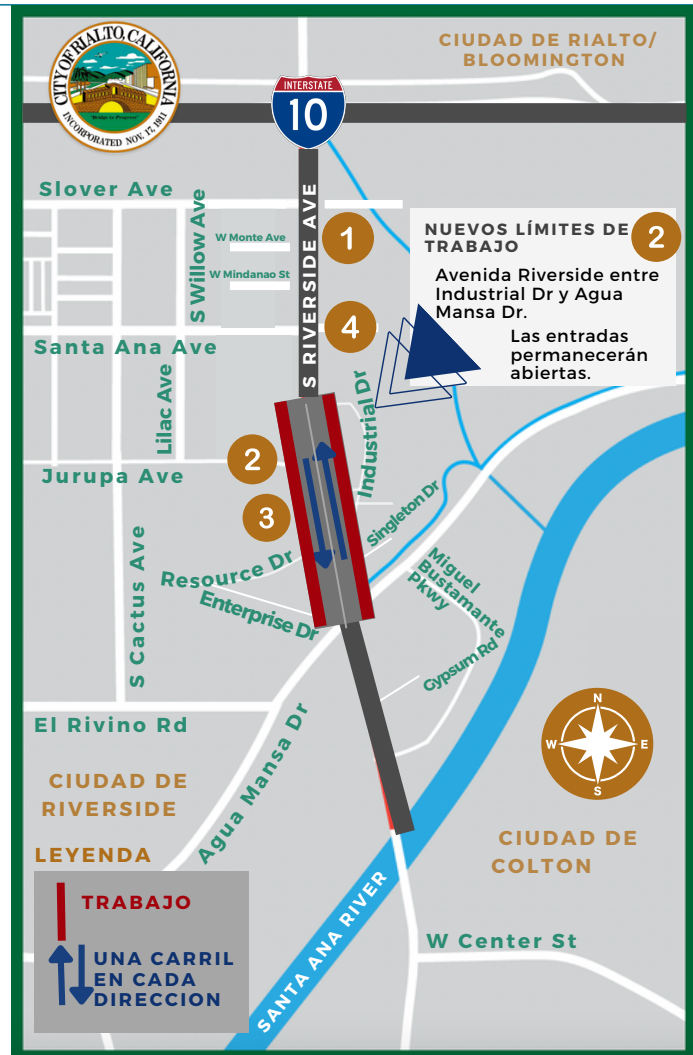 CITY OF RIALTO, CALIFORNIA
"Bridge to Progress"
INCORPORATED NOV. 17, 1911
CIUDAD DE RIALTO/
BLOOMINGTON
INTERSTATE
10
Slover Ave
S Willow Ave
W Monte Ave
W Mindanao St
S RIVERSIDE AVE
1
NUEVOS LÍMITES DE
TRABAJO
2
Avenida Riverside entre
Industrial Dr y Agua
Mansa Dr.
Las entradas
permanecerán
abiertas.
4
Santa Ana Ave
Lilac Ave
Industrial Dr
2
Jurupa Ave
3
Singleton Dr
S Cactus Ave
Resource Dr
Enterprise Dr
Miguel
Bustamante
Pkwy
Gypsum Rd
El Rivino Rd
Agua Mansa Dr
N
W
E
S
CIUDAD DE
RIVERSIDE
CIUDAD DE
COLTON
LEYENDA
TRABAJO
UNA CARRIL
EN CADA
DIRECCION
SANTA ANA RIVER
W Center St